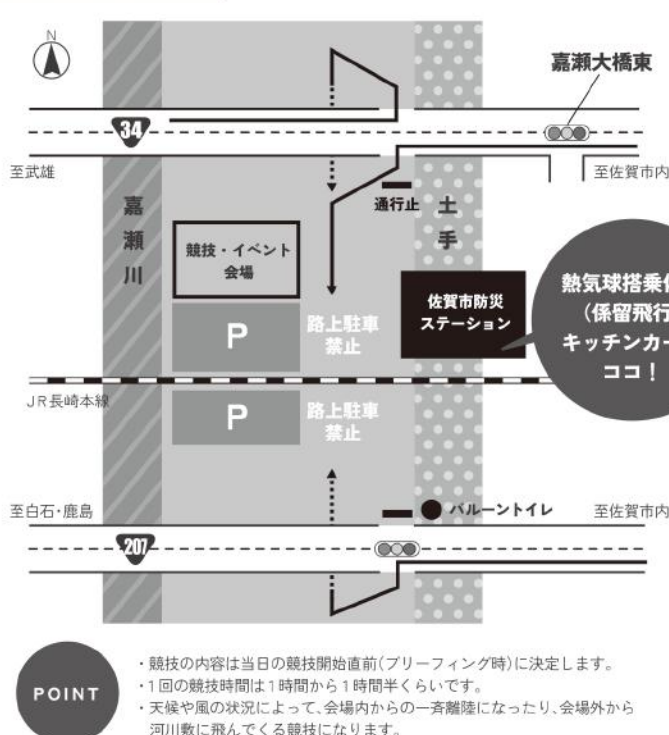 N
嘉瀬大橋東
34
至武雄
至佐賀市内
嘉瀬川
通行止
土手
競技・イベント
会場
佐賀市防災
ステーション
熱気球搭乗
(係留飛行
キッチンカー
ココ!
P
路上駐車
禁止
JR長崎本線
P
路上駐車
禁止
至白石・鹿島
バルーントイレ
至佐賀市内
207
POINT
・競技の内容は当日の競技開始直前(ブリーフィング時)に決定します。
・1回の競技時間は1時間から1時間半くらいです。
・天候や風の状況によって、会場内からの一斉離陸になったり、会場外から
河川敷に飛んでくる競技になります。